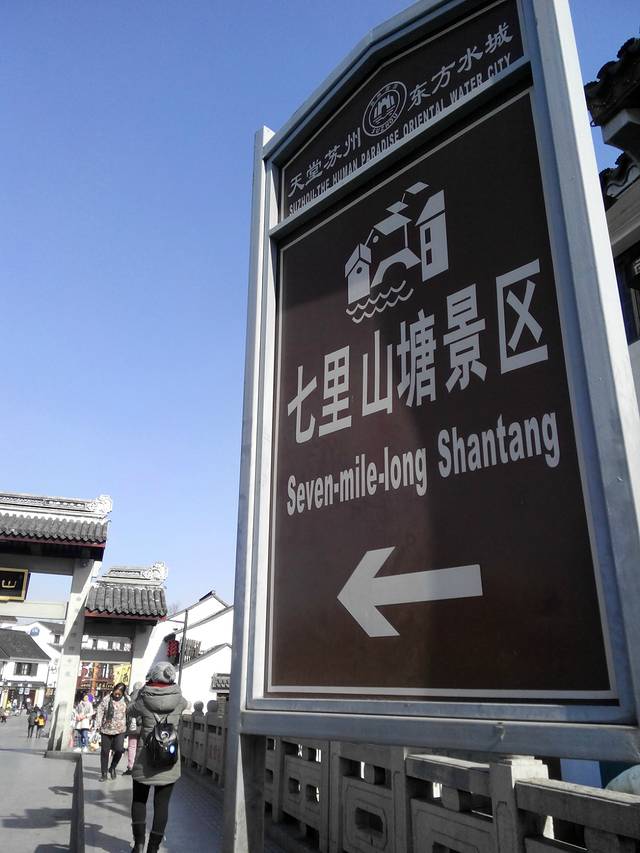 天堂苏州 东方水城
SUZHOU-THE HUMAN PARADISE ORIENTAL WATER CITY
七里山塘景区
Seven-mile-long Shantang
山